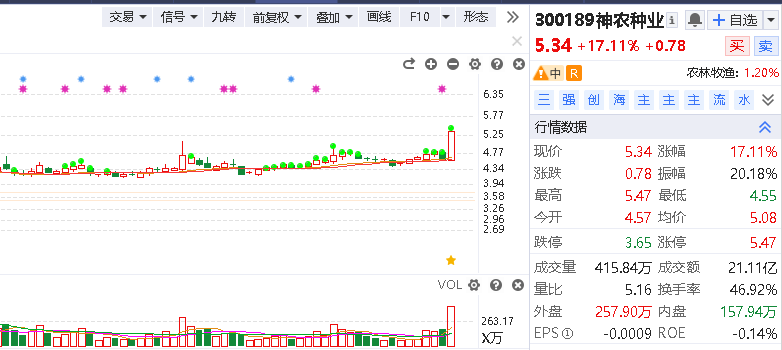 交易 信号 九转 前复权 叠加 画线 F10 形态
6.35
5.77
5.25
4.77
4.34
3.94
3.58
3.26
2.96
2.69
VOL
263.17
X万
300189神农种业
自选
5.34 +17.11% +0.78
买 卖
中 R 农林牧渔: 1.20%
三 强 创 海 主 主 主 流 水
行情数据
现价 5.34 涨幅 17.11%
涨跌 0.78 振幅 20.18%
最高 5.47 最低 4.55
今开 4.57 均价 5.08
跌停 3.65 涨停 5.47
成交量 415.84万 成交额 21.11亿
量比 5.16 换手率 46.92%
外盘 257.90万 内盘 157.94万
EPS -0.0009 ROE -0.14%